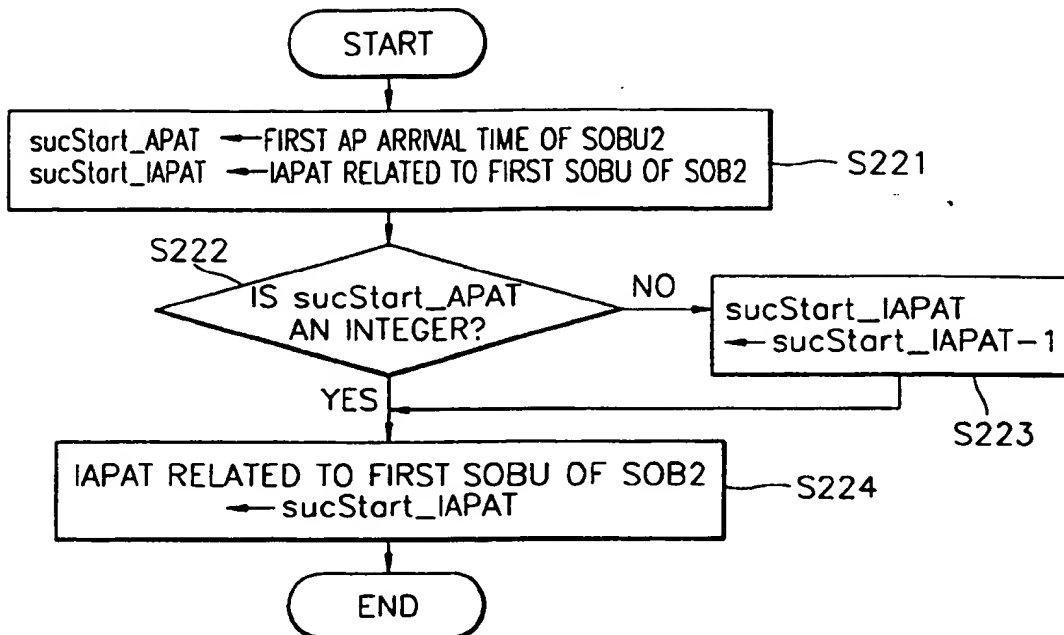 START
sucStart_APAT ← FIRST AP ARRIVAL TIME OF SOBU2
sucStart_IAPAT ← IAPAT RELATED TO FIRST SOBU OF SOB2
S221
S222
IS sucStart_APAT
AN INTEGER?
NO
sucStart_IAPAT
← sucStart_IAPAT-1
S223
YES
IAPAT RELATED TO FIRST SOBU OF SOB2
← sucStart_IAPAT
S224
END